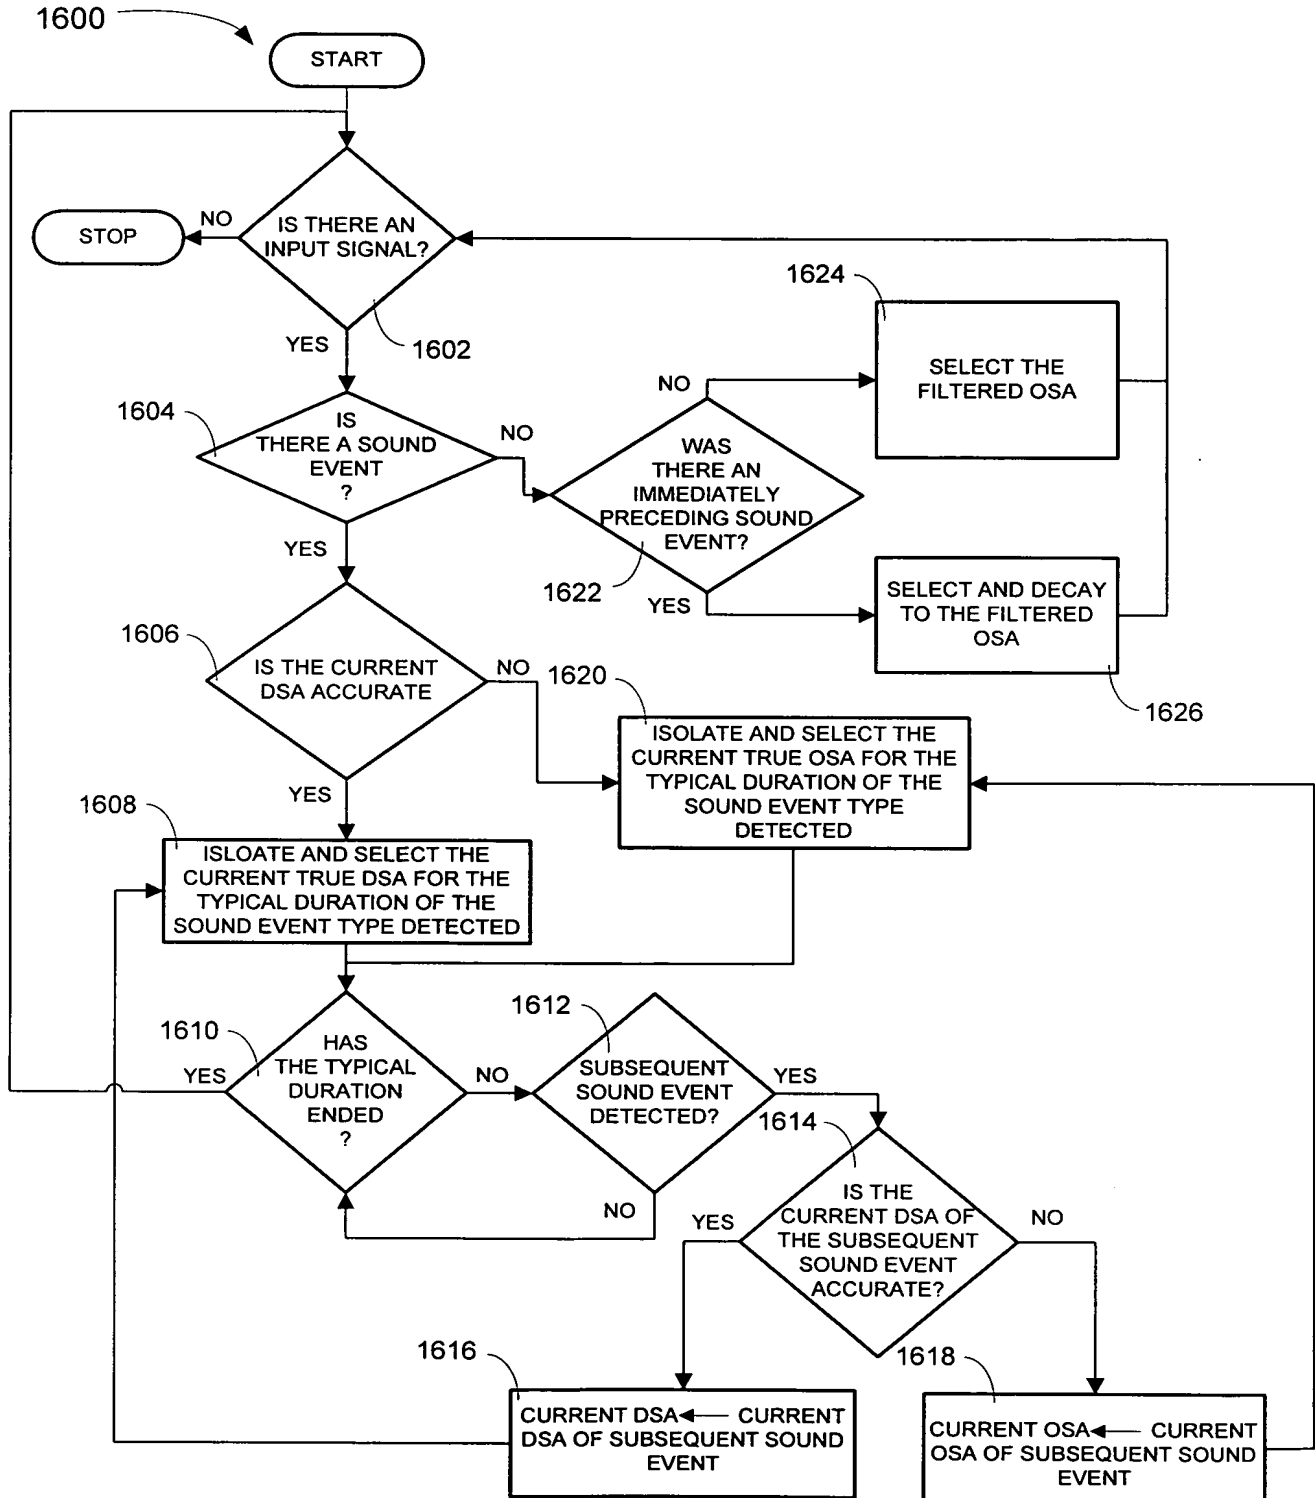 1600
START
STOP
NO
IS THERE AN
INPUT SIGNAL?
1602
YES
1604
IS
THERE A SOUND
EVENT
?
NO
1624
SELECT THE
FILTERED OSA
NO
WAS
THERE AN
IMMEDIATELY
PRECEDING SOUND
EVENT?
1622
YES
SELECT AND DECAY
TO THE FILTERED
OSA
1626
YES
1606
IS THE CURRENT
DSA ACCURATE
NO
1620
ISOLATE AND SELECT THE
CURRENT TRUE OSA FOR THE
TYPICAL DURATION OF THE
SOUND EVENT TYPE
DETECTED
YES
1608
ISLOATE AND SELECT THE
CURRENT TRUE DSA FOR THE
TYPICAL DURATION OF THE
SOUND EVENT TYPE DETECTED
1610
HAS
THE TYPICAL
DURATION
ENDED
?
YES
NO
1612
SUBSEQUENT
SOUND EVENT
DETECTED?
YES
NO
1614
IS THE
CURRENT DSA OF
THE SUBSEQUENT
SOUND EVENT
ACCURATE?
YES
NO
1616
CURRENT DSA ← CURRENT
DSA OF SUBSEQUENT SOUND
EVENT
1618
CURRENT OSA ← CURRENT
OSA OF SUBSEQUENT SOUND
EVENT